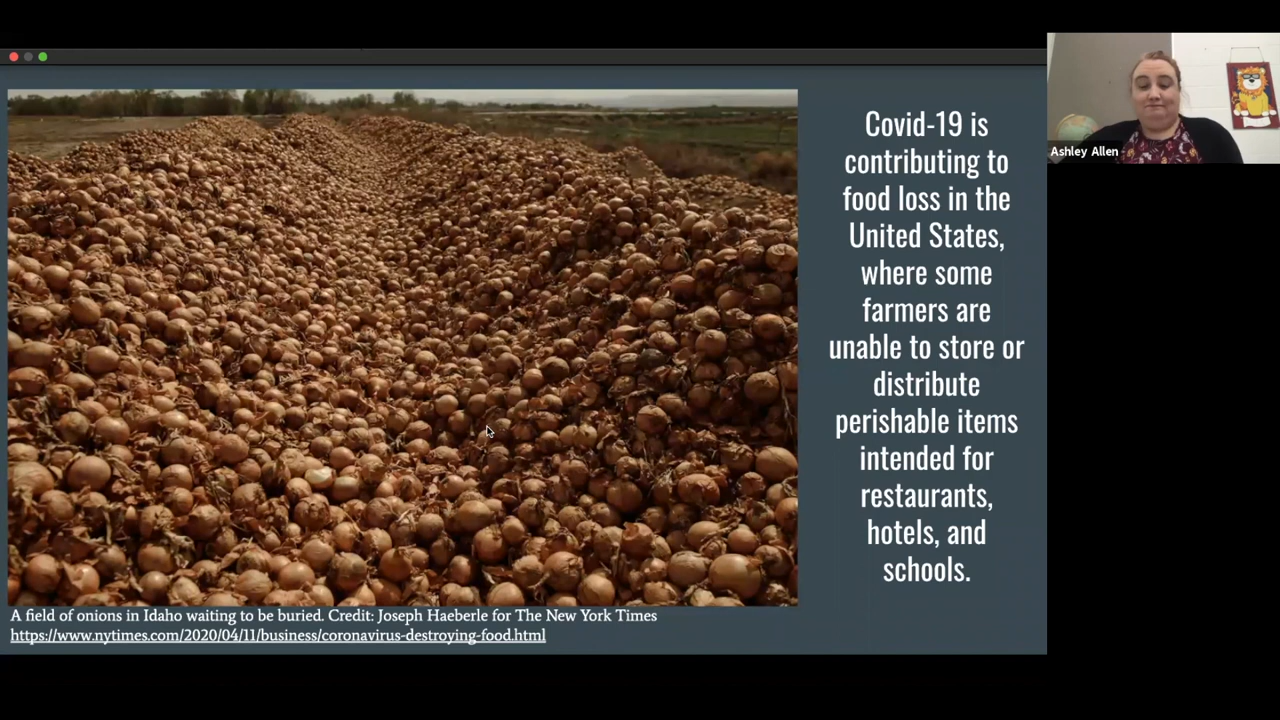 Covid-19 is
contributing to
food loss in the
United States,
where some
farmers are
unable to store or
distribute
perishable items
intended for
restaurants,
hotels, and
schools.
A field of onions in Idaho waiting to be buried. Credit: Joseph Haeberle for The New York Times
https://www.nytimes.com/2020/04/11/business/coronavirus-destroying-food.html
Ashley Allen